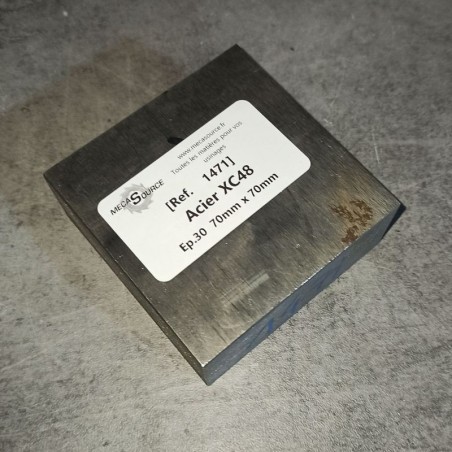 MECASOURCE
www.mecasource.fr
Toutes les matières pour vos
usinages
[Ref. 1471]
Acier XC48
Ep.30 70mm x 70mm